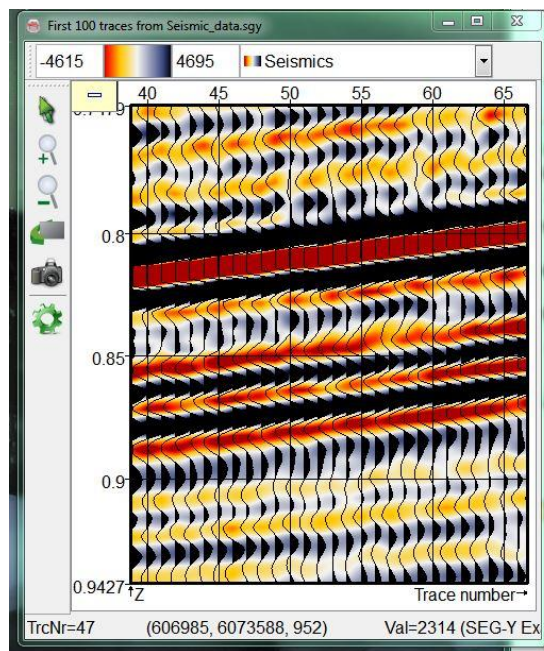 First 100 traces from Seismic_data.sgy
-4615 4695 Seismics
40 45 50 55 60 65
0.8
0.85
0.9
0.9427
Z Trace number
TrcNr=47 (606985, 6073588, 952) Val=2314 (SEG-Y Ex